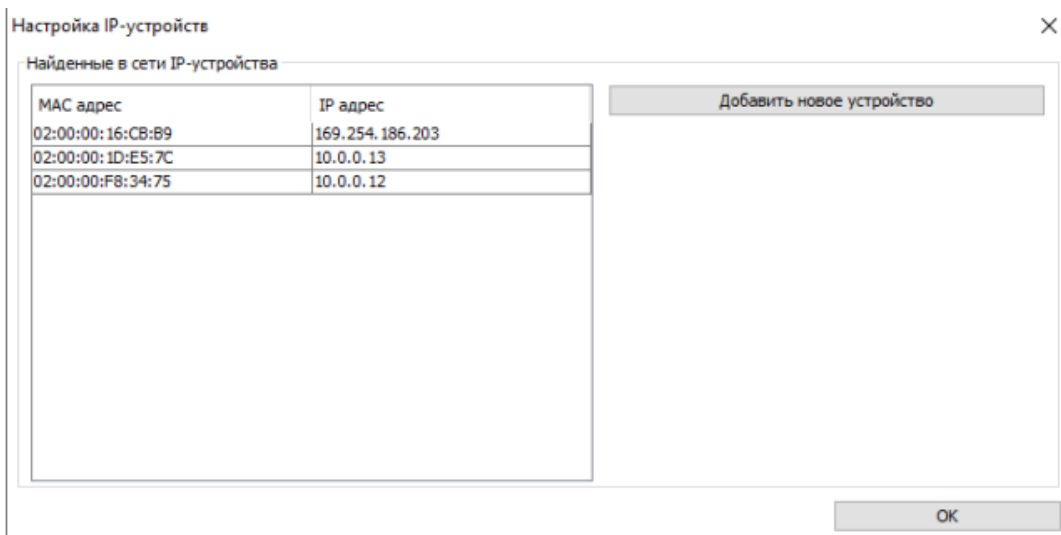 Настройка IP-устройств
Найденные в сети IP-устройства
MAC адрес IP адрес
02:00:00:16:CB:B9 169.254.186.203
02:00:00:1D:E5:7C 10.0.0.13
02:00:00:F8:34:75 10.0.0.12
Добавить новое устройство
OK